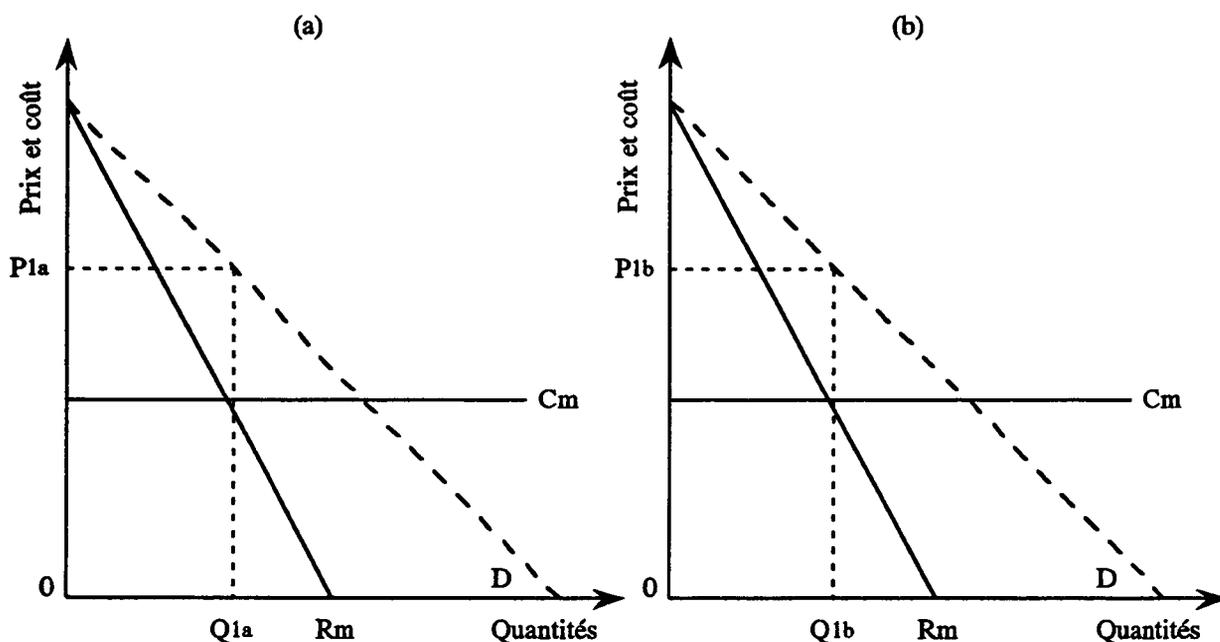 (a)
Prix et coût
P1a
Cm
0
D
Q1a
Rm
Quantités
(b)
Prix et coût
P1b
Cm
0
D
Q1b
Rm
Quantités